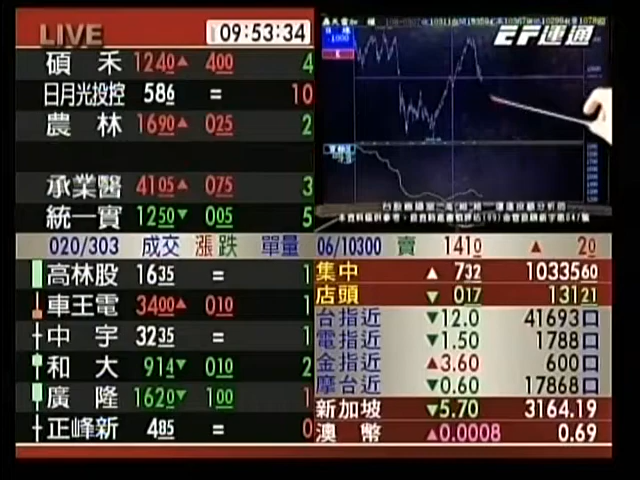 LIVE 09:53:34
碩禾 1240▲ 400 4
日月光投控 586 = 10
農林 1690▲ 025 2
承業醫 4105▲ 075 3
統一實 1250▼ 005 5
EF運通
020/303 成交 漲跌 單量 06/10300 賣 1410 ▲ 20
高林股 1635 = 1
車王電 3400▲ 010 1
中宇 3235 = 1
和大 914▼ 010 2
廣隆 1620▼ 100 1
正峰新 485 = 0
集中 ▲ 732 1033560
店頭 ▼ 017 13121
台指近 ▼12.0 41693口
電指近 ▼1.50 1788口
金指近 ▲3.60 600口
摩台近 ▼0.60 17868口
新加坡 ▼5.70 3164.19
澳幣 ▲0.0008 0.69